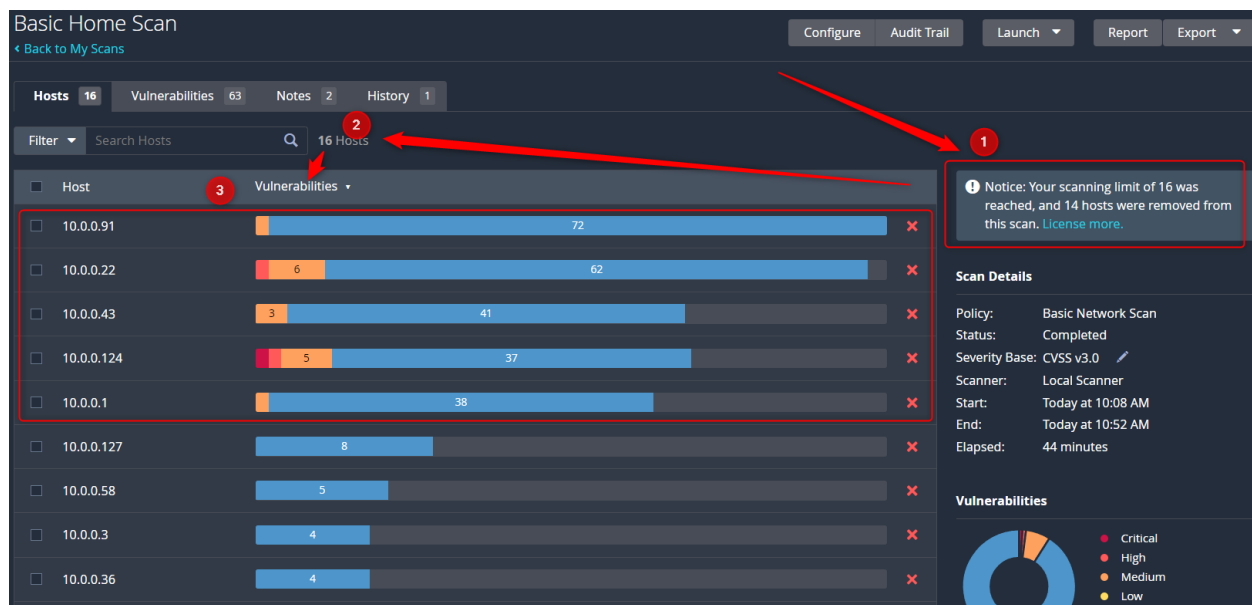 Basic Home Scan
‹ Back to My Scans
Configure Audit Trail Launch Report Export
Hosts 16 Vulnerabilities 63 Notes 2 History 1
2
1
Filter Search Hosts 16 Hosts
Host 3 Vulnerabilities
Notice: Your scanning limit of 16 was
reached, and 14 hosts were removed from
this scan. License more.
10.0.0.91 72
10.0.0.22 6 62
10.0.0.43 3 41
10.0.0.124 5 37
10.0.0.1 38
10.0.0.127 8
10.0.0.58 5
10.0.0.3 4
10.0.0.36 4
Scan Details
Policy: Basic Network Scan
Status: Completed
Severity Base: CVSS v3.0
Scanner: Local Scanner
Start: Today at 10:08 AM
End: Today at 10:52 AM
Elapsed: 44 minutes
Vulnerabilities
Critical
High
Medium
Low